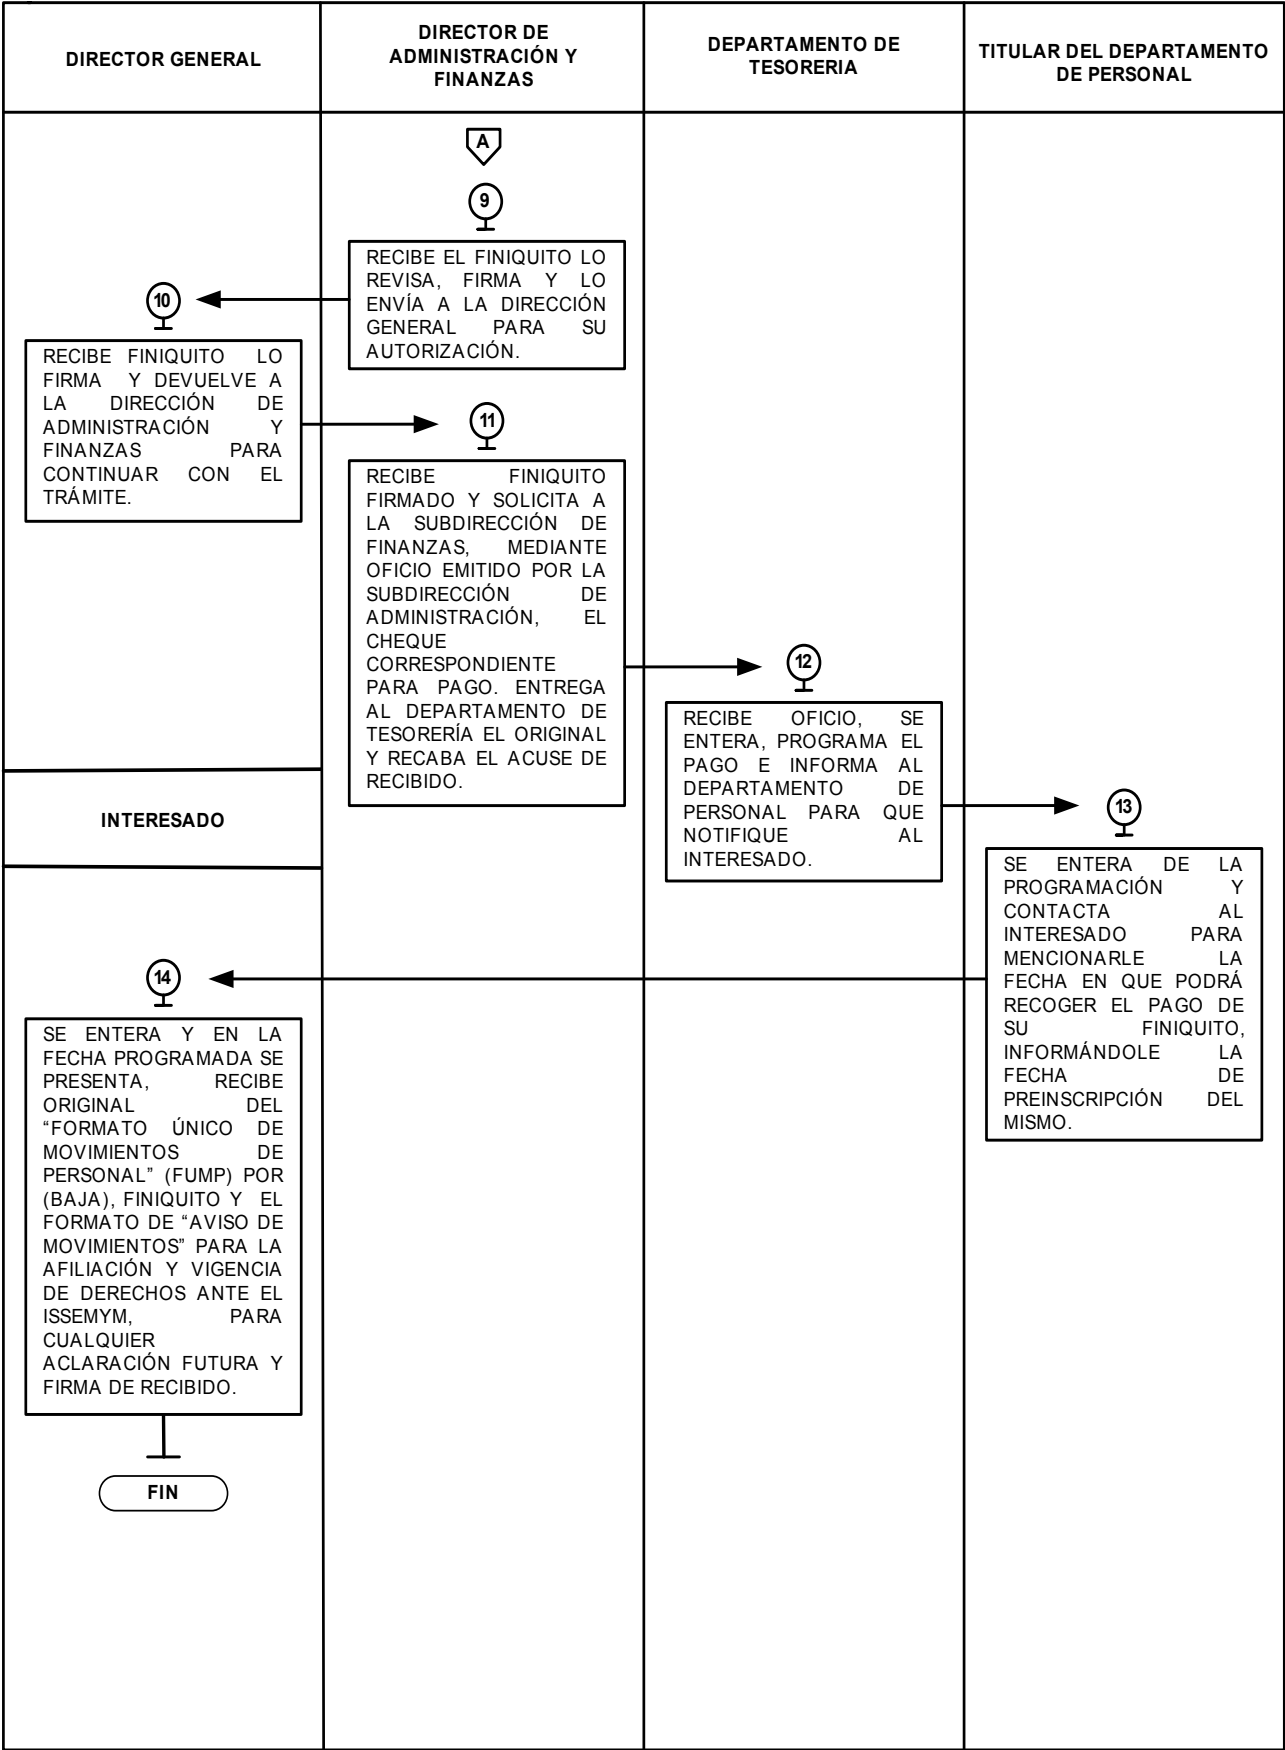 DIRECTOR GENERAL
DIRECTOR DE
ADMINISTRACIÓN Y
FINANZAS
DEPARTAMENTO DE
TESORERIA
TITULAR DEL DEPARTAMENTO
DE PERSONAL
A
9
RECIBE EL FINIQUITO LO
REVISA, FIRMA Y LO
ENVÍA A LA DIRECCIÓN
GENERAL PARA SU
AUTORIZACIÓN.
10
RECIBE FINIQUITO LO
FIRMA Y DEVUELVE A
LA DIRECCIÓN DE
ADMINISTRACIÓN Y
FINANZAS PARA
CONTINUAR CON EL
TRÁMITE.
11
RECIBE FINIQUITO
FIRMADO Y SOLICITA A
LA SUBDIRECCIÓN DE
FINANZAS, MEDIANTE
OFICIO EMITIDO POR LA
SUBDIRECCIÓN DE
ADMINISTRACIÓN, EL
CHEQUE
CORRESPONDIENTE
PARA PAGO. ENTREGA
AL DEPARTAMENTO DE
TESORERÍA EL ORIGINAL
Y RECABA EL ACUSE DE
RECIBIDO.
12
RECIBE OFICIO, SE
ENTERA, PROGRAMA EL
PAGO E INFORMA AL
DEPARTAMENTO DE
PERSONAL PARA QUE
NOTIFIQUE AL
INTERESADO.
13
SE ENTERA DE LA
PROGRAMACIÓN Y
CONTACTA AL
INTERESADO PARA
MENCIONARLE LA
FECHA EN QUE PODRÁ
RECOGER EL PAGO DE
SU FINIQUITO,
INFORMÁNDOLE LA
FECHA DE
PREINSCRIPCIÓN DEL
MISMO.
INTERESADO
14
SE ENTERA Y EN LA
FECHA PROGRAMADA SE
PRESENTA, RECIBE
ORIGINAL DEL
“FORMATO ÚNICO DE
MOVIMIENTOS DE
PERSONAL” (FUMP) POR
(BAJA), FINIQUITO Y EL
FORMATO DE “AVISO DE
MOVIMIENTOS” PARA LA
AFILIACIÓN Y VIGENCIA
DE DERECHOS ANTE EL
ISSEMYM, PARA
CUALQUIER
ACLARACIÓN FUTURA Y
FIRMA DE RECIBIDO.
FIN